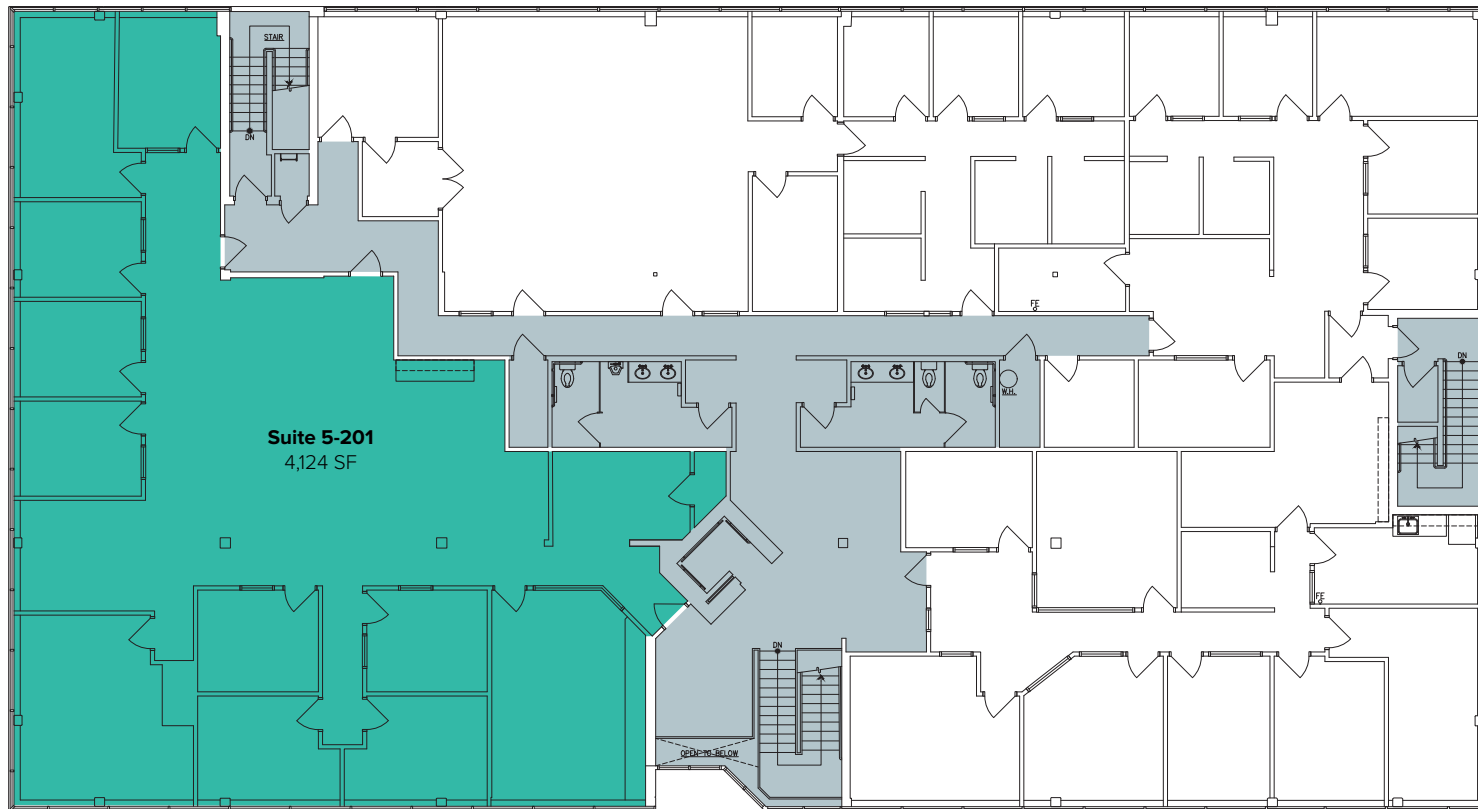 STAIR
DN
FE
DN
W.H.
Suite 5-201
4,124 SF
FE
DN
OPEN TO BELOW